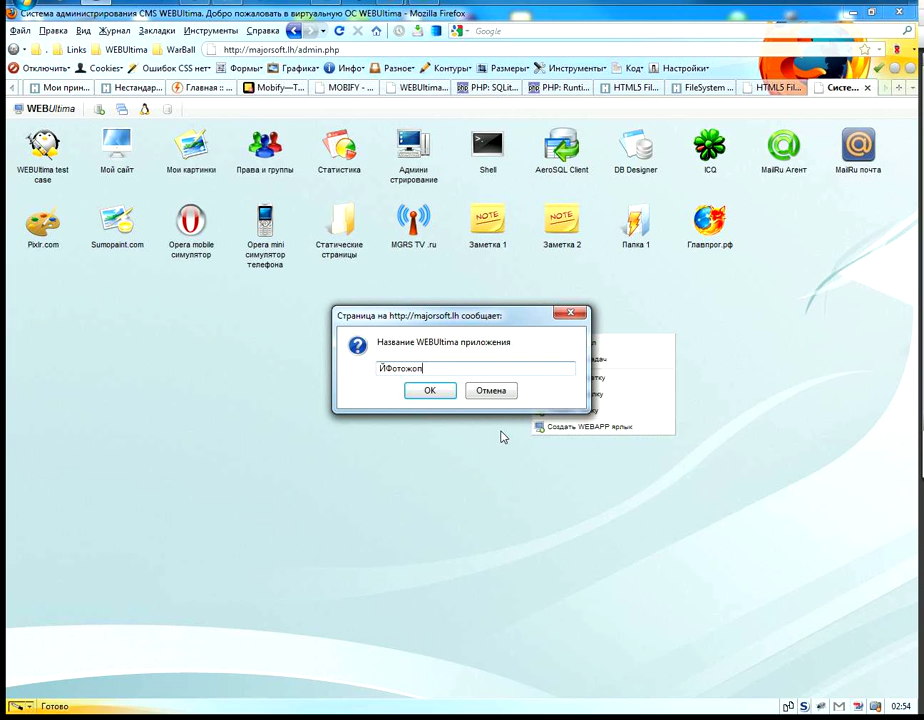 Система администрирования CMS WEBUltima. Добро пожаловать в виртуальную ОС WEBUltima - Mozilla Firefox
Файл Правка Вид Журнал Закладки Инструменты Справка Google
. Links WEBUltima WarBall http://majorsoft.lh/admin.php
Отключить Cookies Ошибок CSS нет Формы Графика Инфо Разное Контуры Размеры Инструменты Код Настройки
Мои прин... Нестандар... Главная :: ... Mobify—T... MOBIFY - ... WEBUltima... PHP: SQLit... PHP: Runti... HTML5 Fil... FileSystem ... HTML5 Fil... Систе...
WEBUltima
WEBUltima test case
Мой сайт
Мои картинки
Права и группы
Статистика
Админи стрирование
Shell
AeroSQL Client
DB Designer
ICQ
MailRu Агент
MailRu почта
Pixlr.com
Sumopaint.com
Opera mobile симулятор
Opera mini симулятор телефона
Статические страницы
MGRS TV .ru
NOTE
Заметка 1
NOTE
Заметка 2
Папка 1
Главпрог.рф
Страница на http://majorsoft.lh сообщает:
Название WEBUltima приложения
ЙФотожоп
OK Отмена
Создать WEBAPP ярлык
Готово
02:54